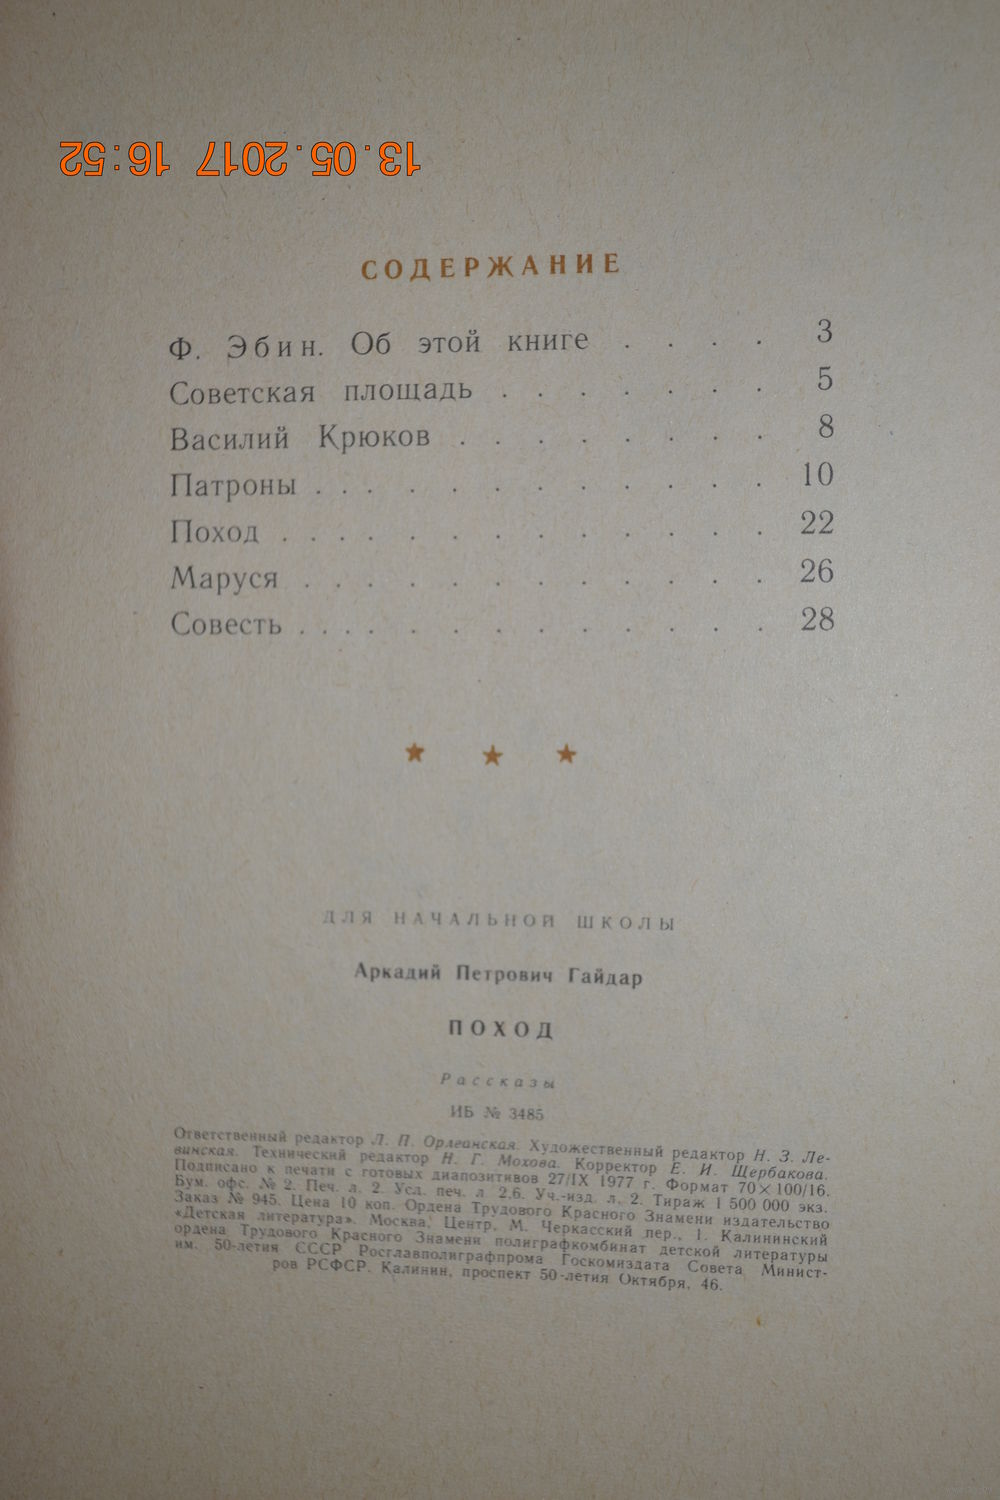 13.05.2017 16:52
СОДЕРЖАНИЕ
Ф. Эбин. Об этой книге . . . . 3
Советская площадь . . . . . . . 5
Василий Крюков . . . . . . . . 8
Патроны . . . . . . . . . . . . 10
Поход . . . . . . . . . . . . . 22
Маруся . . . . . . . . . . . . 26
Совесть . . . . . . . . . . . . . 28
ДЛЯ НАЧАЛЬНОЙ ШКОЛЫ
Аркадий Петрович Гайдар
ПОХОД
Рассказы
ИБ № 3485
Ответственный редактор Л. П. Орлеанская. Художественный редактор Н. З. Ле-
винская. Технический редактор Н. Г. Мохова. Корректор Е. И. Щербакова.
Подписано к печати с готовых диапозитивов 27/IX 1977 г. Формат 70×100/16.
Бум. офс. № 2. Печ. л. 2. Усл. печ. л. 2,6. Уч.-изд. л. 2. Тираж 1 500 000 экз.
Заказ № 945. Цена 10 коп. Ордена Трудового Красного Знамени издательство
«Детская литература». Москва, Центр, М. Черкасский пер., 1. Калининский
ордена Трудового Красного Знамени полиграфкомбинат детской литературы
им. 50-летия СССР Росглавполиграфпрома Госкомиздата Совета Минист-
ров РСФСР. Калинин, проспект 50-летия Октября, 46.